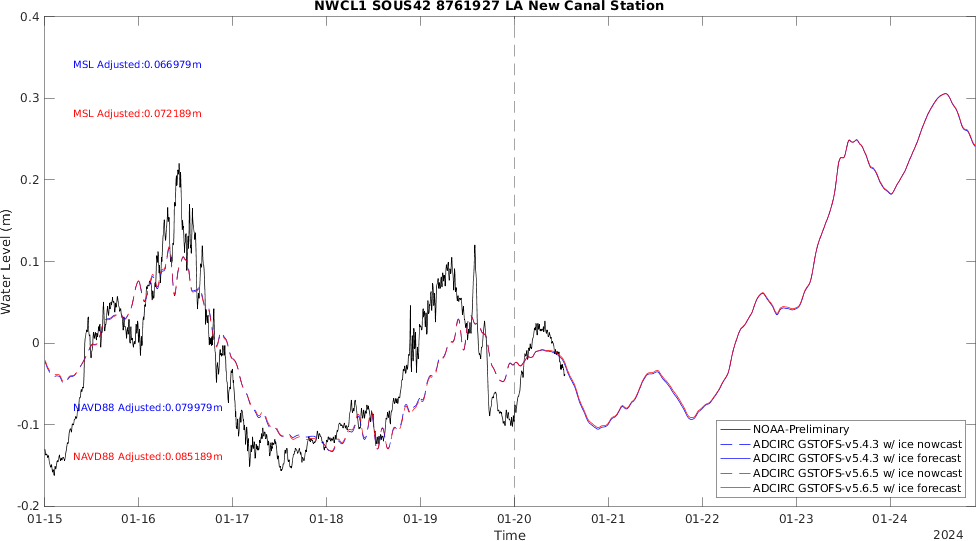 NWCL1 SOUS42 8761927 LA New Canal Station
0.4
0.3
0.2
0.1
0
-0.1
-0.2
Water Level (m)
MSL Adjusted:0.066979m
MSL Adjusted:0.072189m
NAVD88 Adjusted:0.079979m
NAVD88 Adjusted:0.085189m
NOAA-Preliminary
ADCIRC GSTOFS-v5.4.3 w/ ice nowcast
ADCIRC GSTOFS-v5.4.3 w/ ice forecast
ADCIRC GSTOFS-v5.6.5 w/ ice nowcast
ADCIRC GSTOFS-v5.6.5 w/ ice forecast
01-15 01-16 01-17 01-18 01-19 01-20 01-21 01-22 01-23 01-24
Time
2024